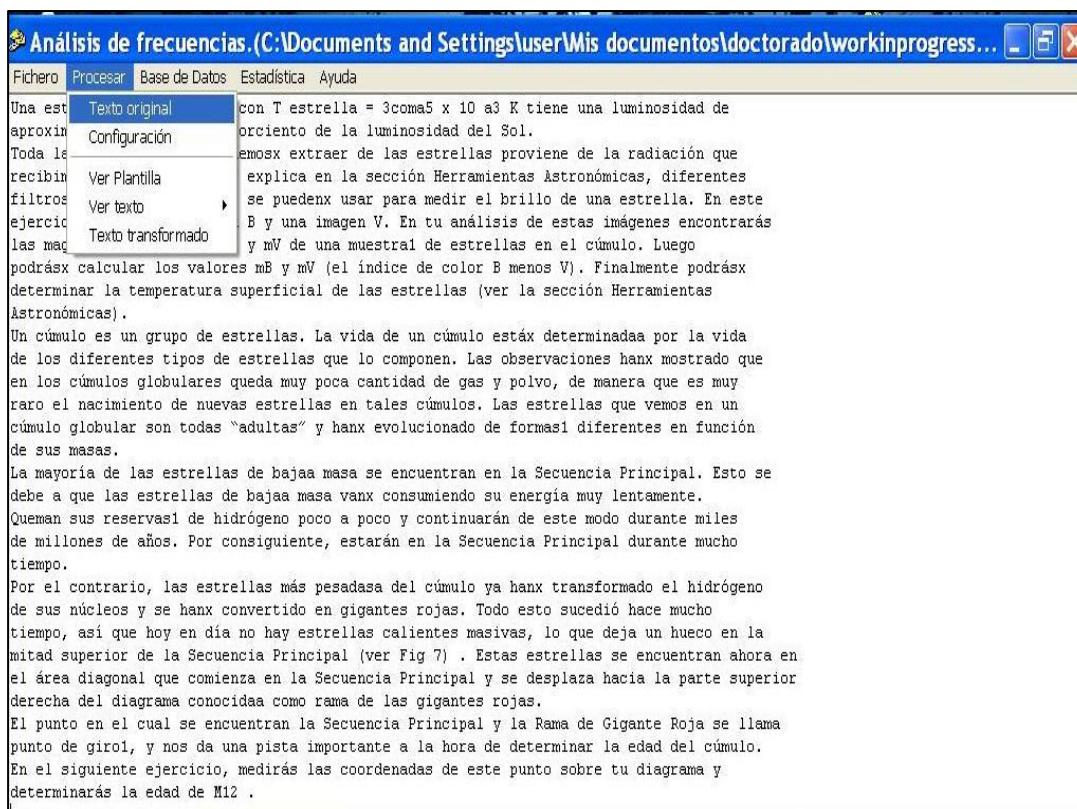 Análisis de frecuencias.(C:\Documents and Settings\user\Mis documentos\doctorado\workinprogress...
Fichero Procesar Base de Datos Estadística Ayuda
Texto original
Configuración
Ver Plantilla
Ver texto
Texto transformado
Una con T estrella = 3coma5 x 10 a3 K tiene una luminosidad de
de la luminosidad del Sol.
Toda extraer de las estrellas proviene de la radiación que
explica en la sección Herramientas Astronómicas, diferentes
filtros se puedenx usar para medir el brillo de una estrella. En este
B y una imagen V. En tu análisis de estas imágenes encontrarás
las y mV de una muestra1 de estrellas en el cúmulo. Luego
podrásx calcular los valores mB y mV (el índice de color B menos V). Finalmente podrásx
determinar la temperatura superficial de las estrellas (ver la sección Herramientas
Astronómicas).
Un cúmulo es un grupo de estrellas. La vida de un cúmulo estáx determinadaa por la vida
de los diferentes tipos de estrellas que lo componen. Las observaciones hanx mostrado que
en los cúmulos globulares queda muy poca cantidad de gas y polvo, de manera que es muy
raro el nacimiento de nuevas estrellas en tales cúmulos. Las estrellas que vemos en un
cúmulo globular son todas “adultas” y hanx evolucionado de formas1 diferentes en función
de sus masas.
La mayoría de las estrellas de bajaa masa se encuentran en la Secuencia Principal. Esto se
debe a que las estrellas de bajaa masa vanx consumiendo su energía muy lentamente.
Queman sus reservas1 de hidrógeno poco a poco y continuarán de este modo durante miles
de millones de años. Por consiguiente, estarán en la Secuencia Principal durante mucho
tiempo.
Por el contrario, las estrellas más pesadasa del cúmulo ya hanx transformado el hidrógeno
de sus núcleos y se hanx convertido en gigantes rojas. Todo esto sucedió hace mucho
tiempo, así que hoy en día no hay estrellas calientes masivas, lo que deja un hueco en la
mitad superior de la Secuencia Principal (ver Fig 7) . Estas estrellas se encuentran ahora en
el área diagonal que comienza en la Secuencia Principal y se desplaza hacia la parte superior
derecha del diagrama conocidaa como rama de las gigantes rojas.
El punto en el cual se encuentran la Secuencia Principal y la Rama de Gigante Roja se llama
punto de giro1, y nos da una pista importante a la hora de determinar la edad del cúmulo.
En el siguiente ejercicio, medirás las coordenadas de este punto sobre tu diagrama y
determinarás la edad de M12 .